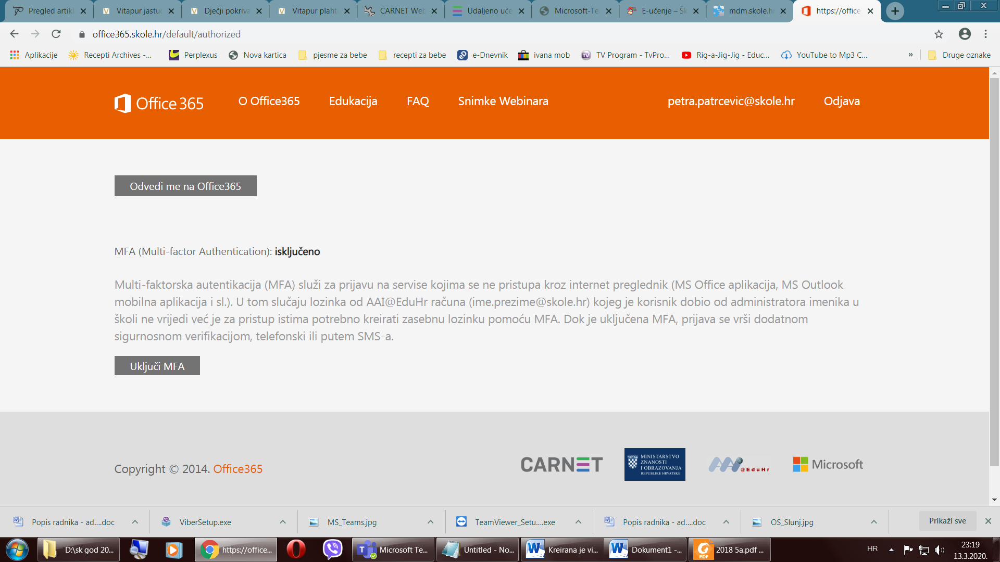 Pregled artikl
Vitapur jastuc
Dječji pokriva
Vitapur plaht
CARNET Web
Udaljeno uče
Microsoft-Te
E-učenje – Šk
mdm.skole.hr
https://office
office365.skole.hr/default/authorized
Aplikacije
Recepti Archives -...
Perplexus
Nova kartica
pjesme za bebe
recepti za bebe
e-Dnevnik
ivana mob
TV Program - TvPro...
Rig-a-Jig-Jig - Educ...
YouTube to Mp3 C...
»
Druge oznake
Office 365
O Office365
Edukacija
FAQ
Snimke Webinara
petra.patrcevic@skole.hr
Odjava
Odvedi me na Office365
MFA (Multi-factor Authentication): isključeno
Multi-faktorska autentikacija (MFA) služi za prijavu na servise kojima se ne pristupa kroz internet preglednik (MS Office aplikacija, MS Outlook
mobilna aplikacija i sl.). U tom slučaju lozinka od AAI@EduHr računa (ime.prezime@skole.hr) kojeg je korisnik dobio od administratora imenika u
školi ne vrijedi već je za pristup istima potrebno kreirati zasebnu lozinku pomoću MFA. Dok je uključena MFA, prijava se vrši dodatnom
sigurnosnom verifikacijom, telefonski ili putem SMS-a.
Uključi MFA
Copyright © 2014. Office365
CARNET
MINISTARSTVO
ZNANOSTI
I OBRAZOVANJA
REPUBLIKE HRVATSKE
AAI
@EduHr
Microsoft
Popis radnika - ad....doc
ViberSetup.exe
MS_Teams.jpg
TeamViewer_Setu....exe
Popis radnika - ad....doc
OS_Slunj.jpg
Prikaži sve
D:\sk god 20...
https://office...
Microsoft Te...
Untitled - No...
Kreirana je vi...
Dokument1 -...
2018 5a.pdf ...
HR
23:19
13.3.2020.